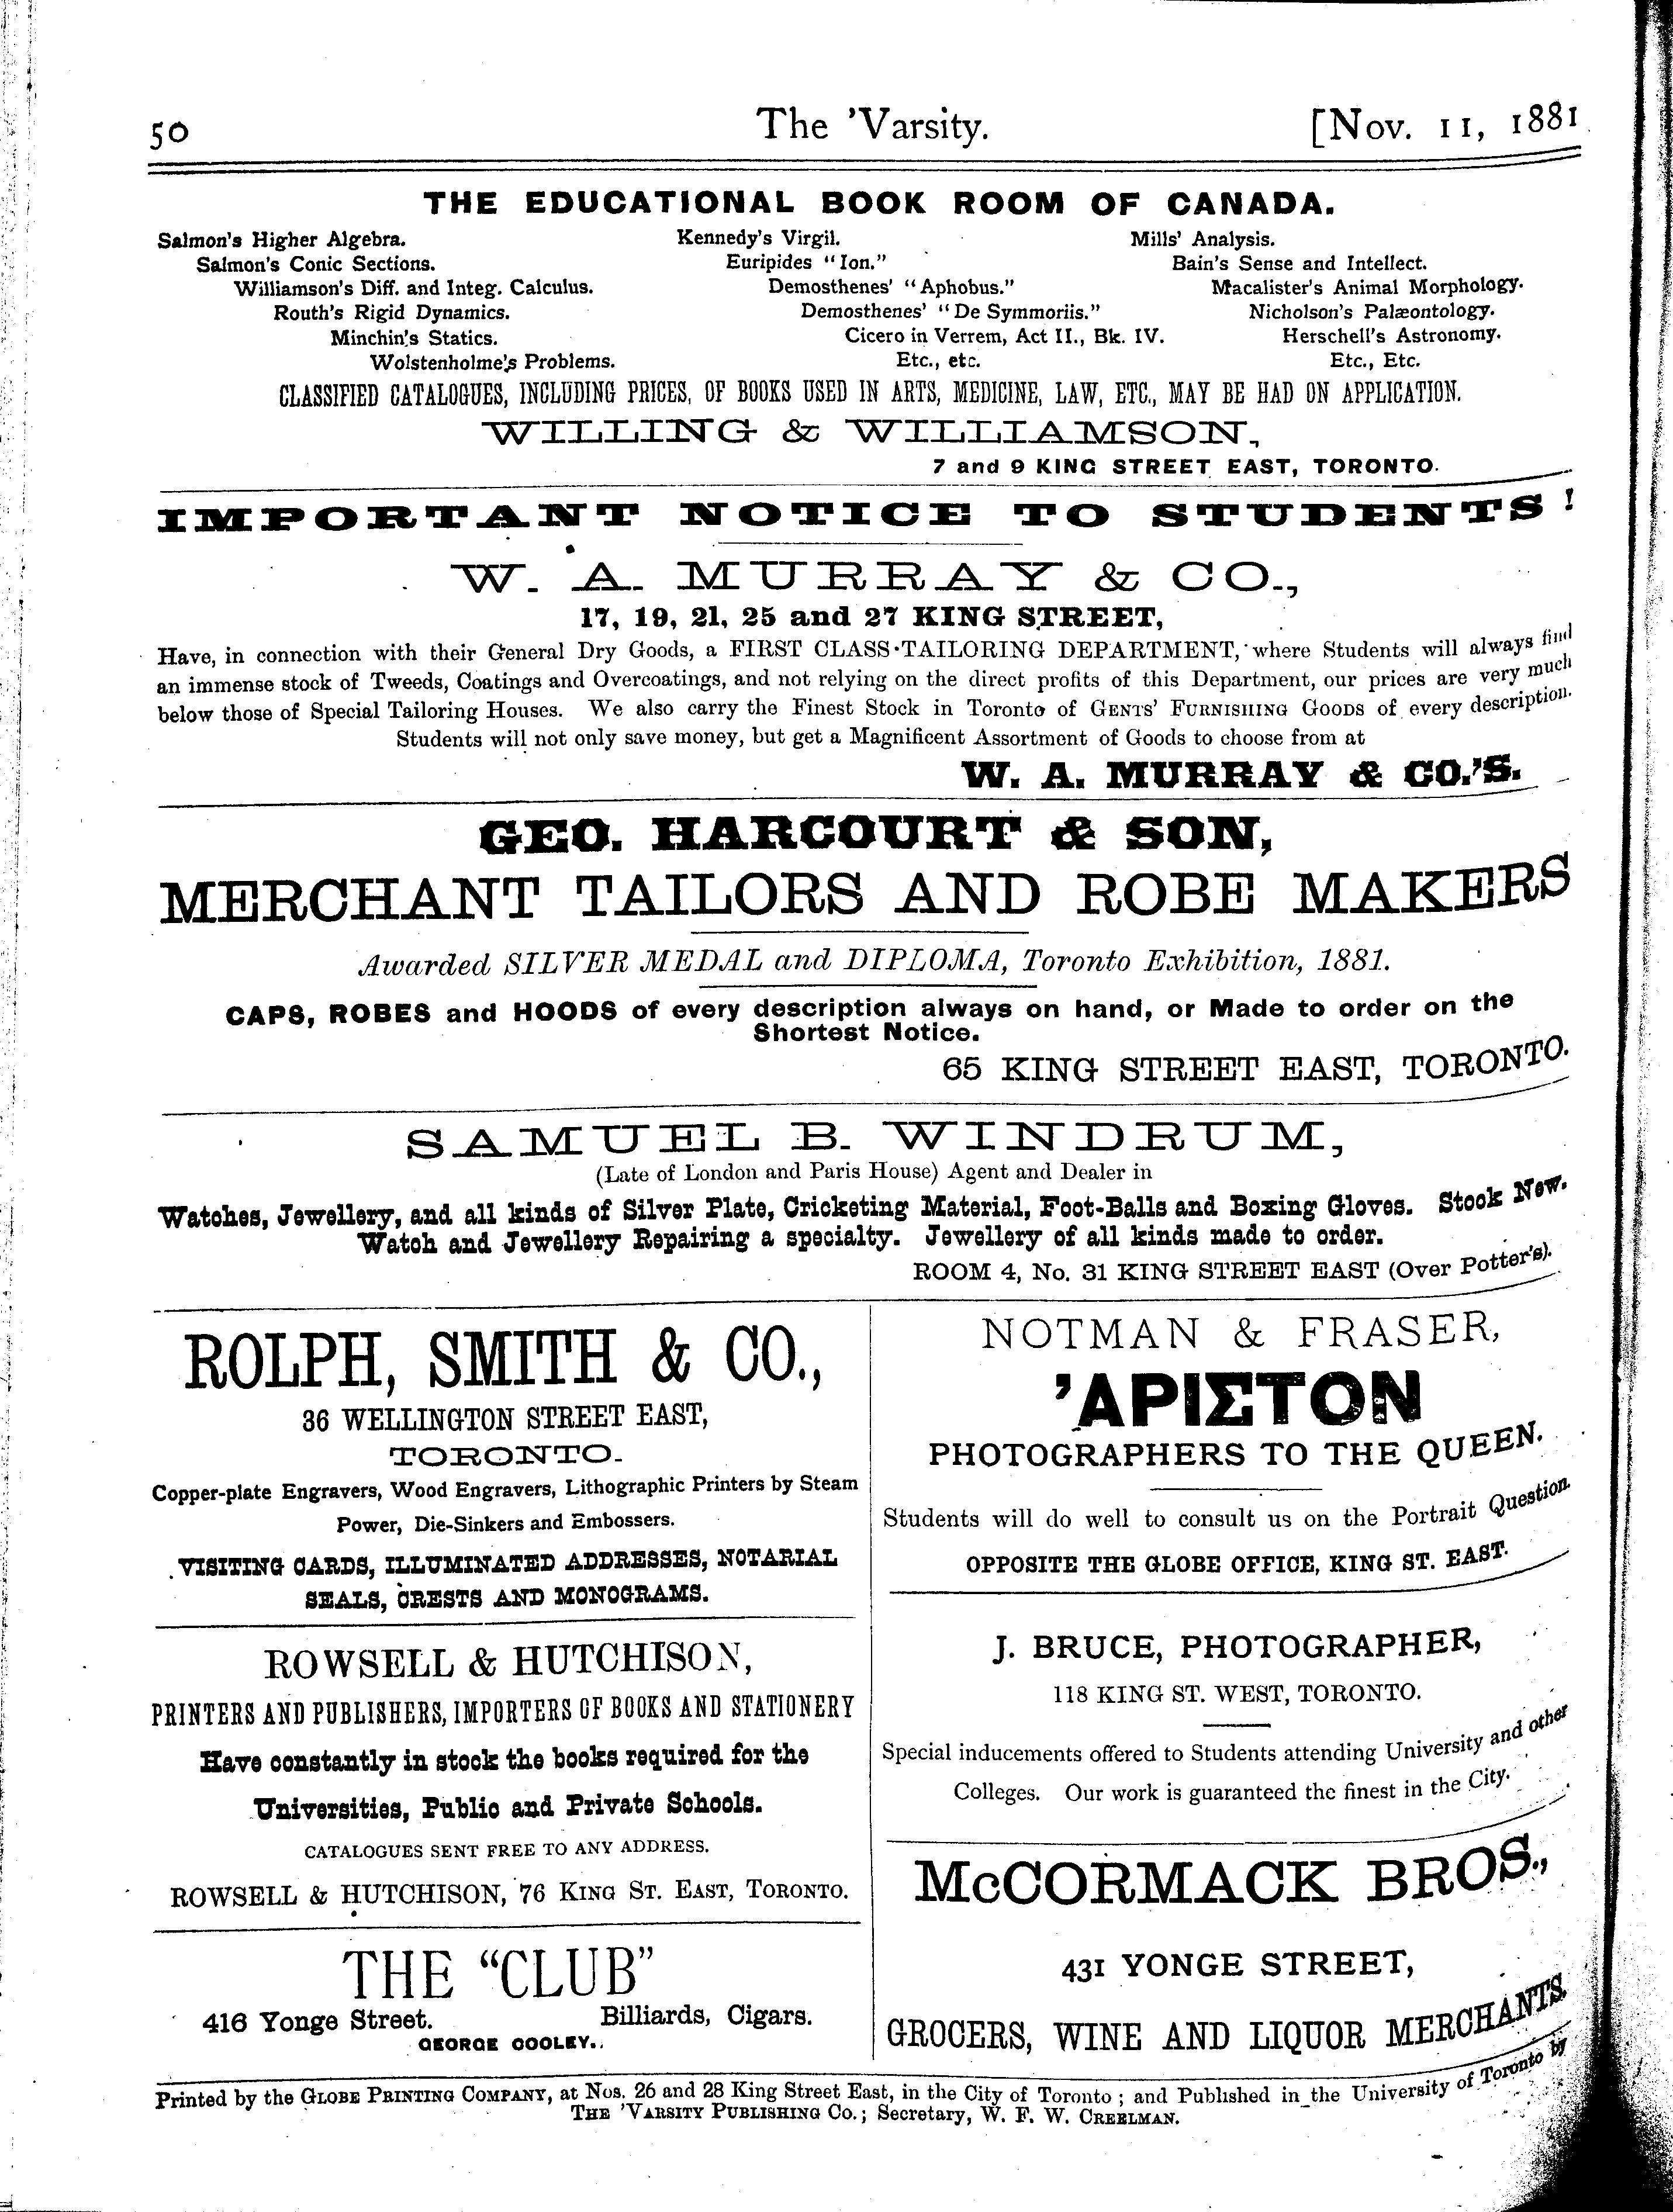 50
The 'Varsity.
[Nov. 11, 1881
THE EDUCATIONAL BOOK ROOM OF CANADA.
Salmon's Higher Algebra.
Salmon's Conic Sections.
Williamson's Diff. and Integ. Calculus.
Routh's Rigid Dynamics.
Minchin's Statics.
Wolstenholme's Problems.
Kennedy's Virgil.
Euripides "Ion."
Demosthenes' "Aphobus."
Demosthenes' "De Symmoriis."
Cicero in Verrem, Act II., Bk. IV.
Etc., etc.
Mills' Analysis.
Bain's Sense and Intellect.
Macalister's Animal Morphology.
Nicholson's Palæontology.
Herschell's Astronomy.
Etc., Etc.
CLASSIFIED CATALOGUES, INCLUDING PRICES, OF BOOKS USED IN ARTS, MEDICINE, LAW, ETC., MAY BE HAD ON APPLICATION.
WILLING & WILLIAMSON,
7 and 9 KING STREET EAST, TORONTO.
IMPORTANT NOTICE TO STUDENTS!
W. A. MURRAY & CO.,
17, 19, 21, 25 and 27 KING STREET,
Have, in connection with their General Dry Goods, a FIRST CLASS TAILORING DEPARTMENT, where Students will always find
an immense stock of Tweeds, Coatings and Overcoatings, and not relying on the direct profits of this Department, our prices are very much
below those of Special Tailoring Houses. We also carry the Finest Stock in Toronto of GENTS' FURNISHING GOODS of every description.
Students will not only save money, but get a Magnificent Assortment of Goods to choose from at
W. A. MURRAY & CO.'S.
GEO. HARCOURT & SON,
MERCHANT TAILORS AND ROBE MAKERS
Awarded SILVER MEDAL and DIPLOMA, Toronto Exhibition, 1881.
CAPS, ROBES and HOODS of every description always on hand, or Made to order on the
Shortest Notice.
65 KING STREET EAST, TORONTO.
SAMUEL B. WINDRUM,
(Late of London and Paris House) Agent and Dealer in
Watches, Jewellery, and all kinds of Silver Plate, Cricketing Material, Foot-Balls and Boxing Gloves. Stock New.
Watch and Jewellery Repairing a specialty. Jewellery of all kinds made to order.
ROOM 4, No. 31 KING STREET EAST (Over Potter's).
ROLPH, SMITH & CO.,
36 WELLINGTON STREET EAST,
TORONTO.
Copper-plate Engravers, Wood Engravers, Lithographic Printers by Steam
Power, Die-Sinkers and Embossers.
VISITING CARDS, ILLUMINATED ADDRESSES, NOTARIAL
SEALS, CRESTS AND MONOGRAMS.
ROWSELL & HUTCHISON,
PRINTERS AND PUBLISHERS, IMPORTERS OF BOOKS AND STATIONERY
Have constantly in stock the books required for the
Universities, Public and Private Schools.
CATALOGUES SENT FREE TO ANY ADDRESS.
ROWSELL & HUTCHISON, 76 KING ST. EAST, TORONTO.
THE "CLUB"
416 Yonge Street. Billiards, Cigars.
GEORGE COOLEY.
NOTMAN & FRASER,
'ΑΡΙΣΤΟΝ
PHOTOGRAPHERS TO THE QUEEN.
Students will do well to consult us on the Portrait Question.
OPPOSITE THE GLOBE OFFICE, KING ST. EAST.
J. BRUCE, PHOTOGRAPHER,
118 KING ST. WEST, TORONTO.
Special inducements offered to Students attending University and other
Colleges. Our work is guaranteed the finest in the City.
McCORMACK BROS.,
431 YONGE STREET,
GROCERS, WINE AND LIQUOR MERCHANTS.
Printed by the GLOBE PRINTING COMPANY, at Nos. 26 and 28 King Street East, in the City of Toronto; and Published in the University of Toronto by
THE 'VARSITY PUBLISHING CO.; Secretary, W. F. W. CREELMAN.